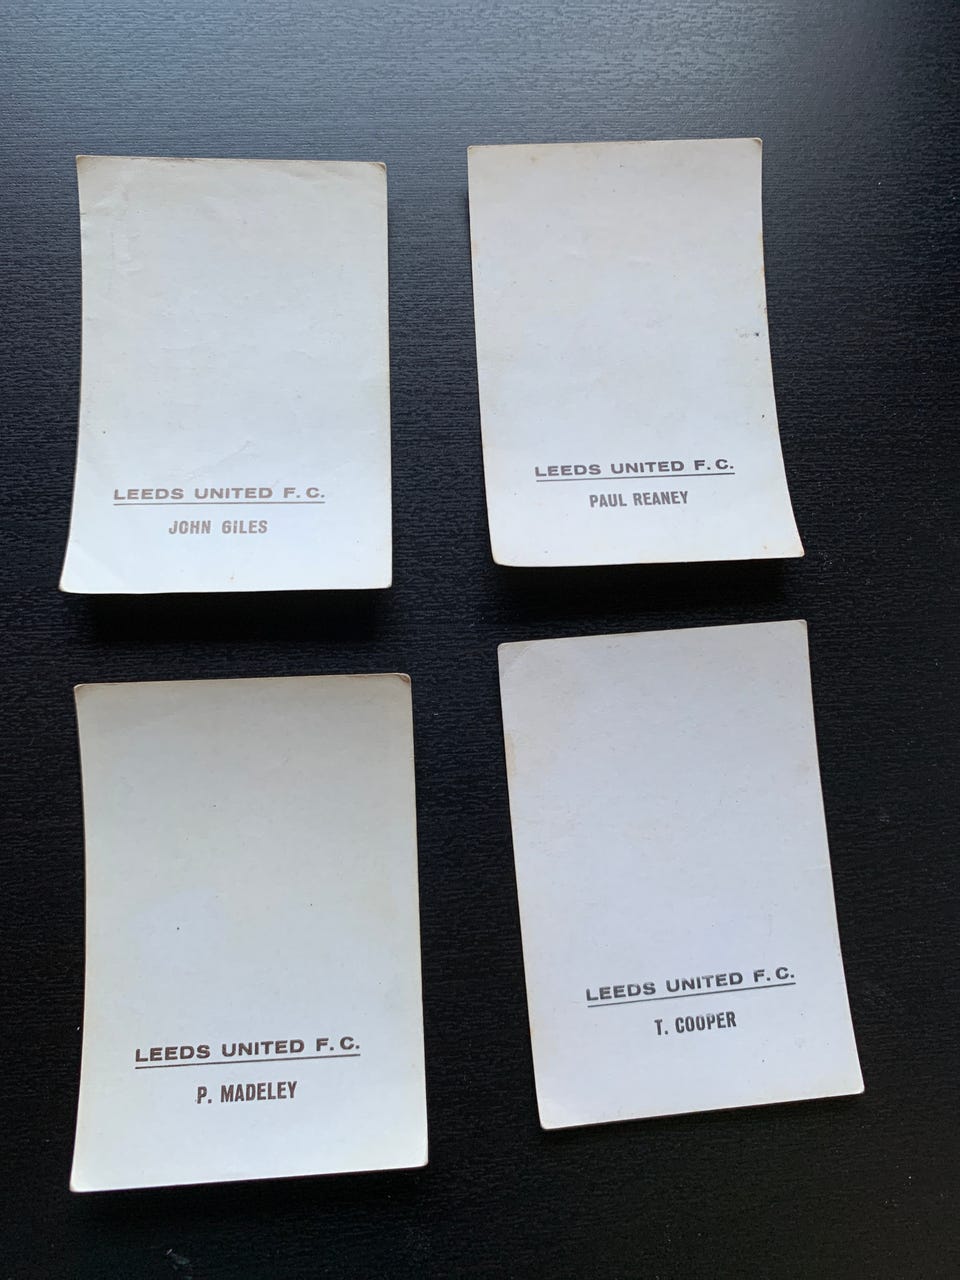 LEEDS UNITED F.C.
JOHN GILES
LEEDS UNITED F.C.
PAUL REANEY
LEEDS UNITED F.C.
P. MADELEY
LEEDS UNITED F.C.
T. COOPER